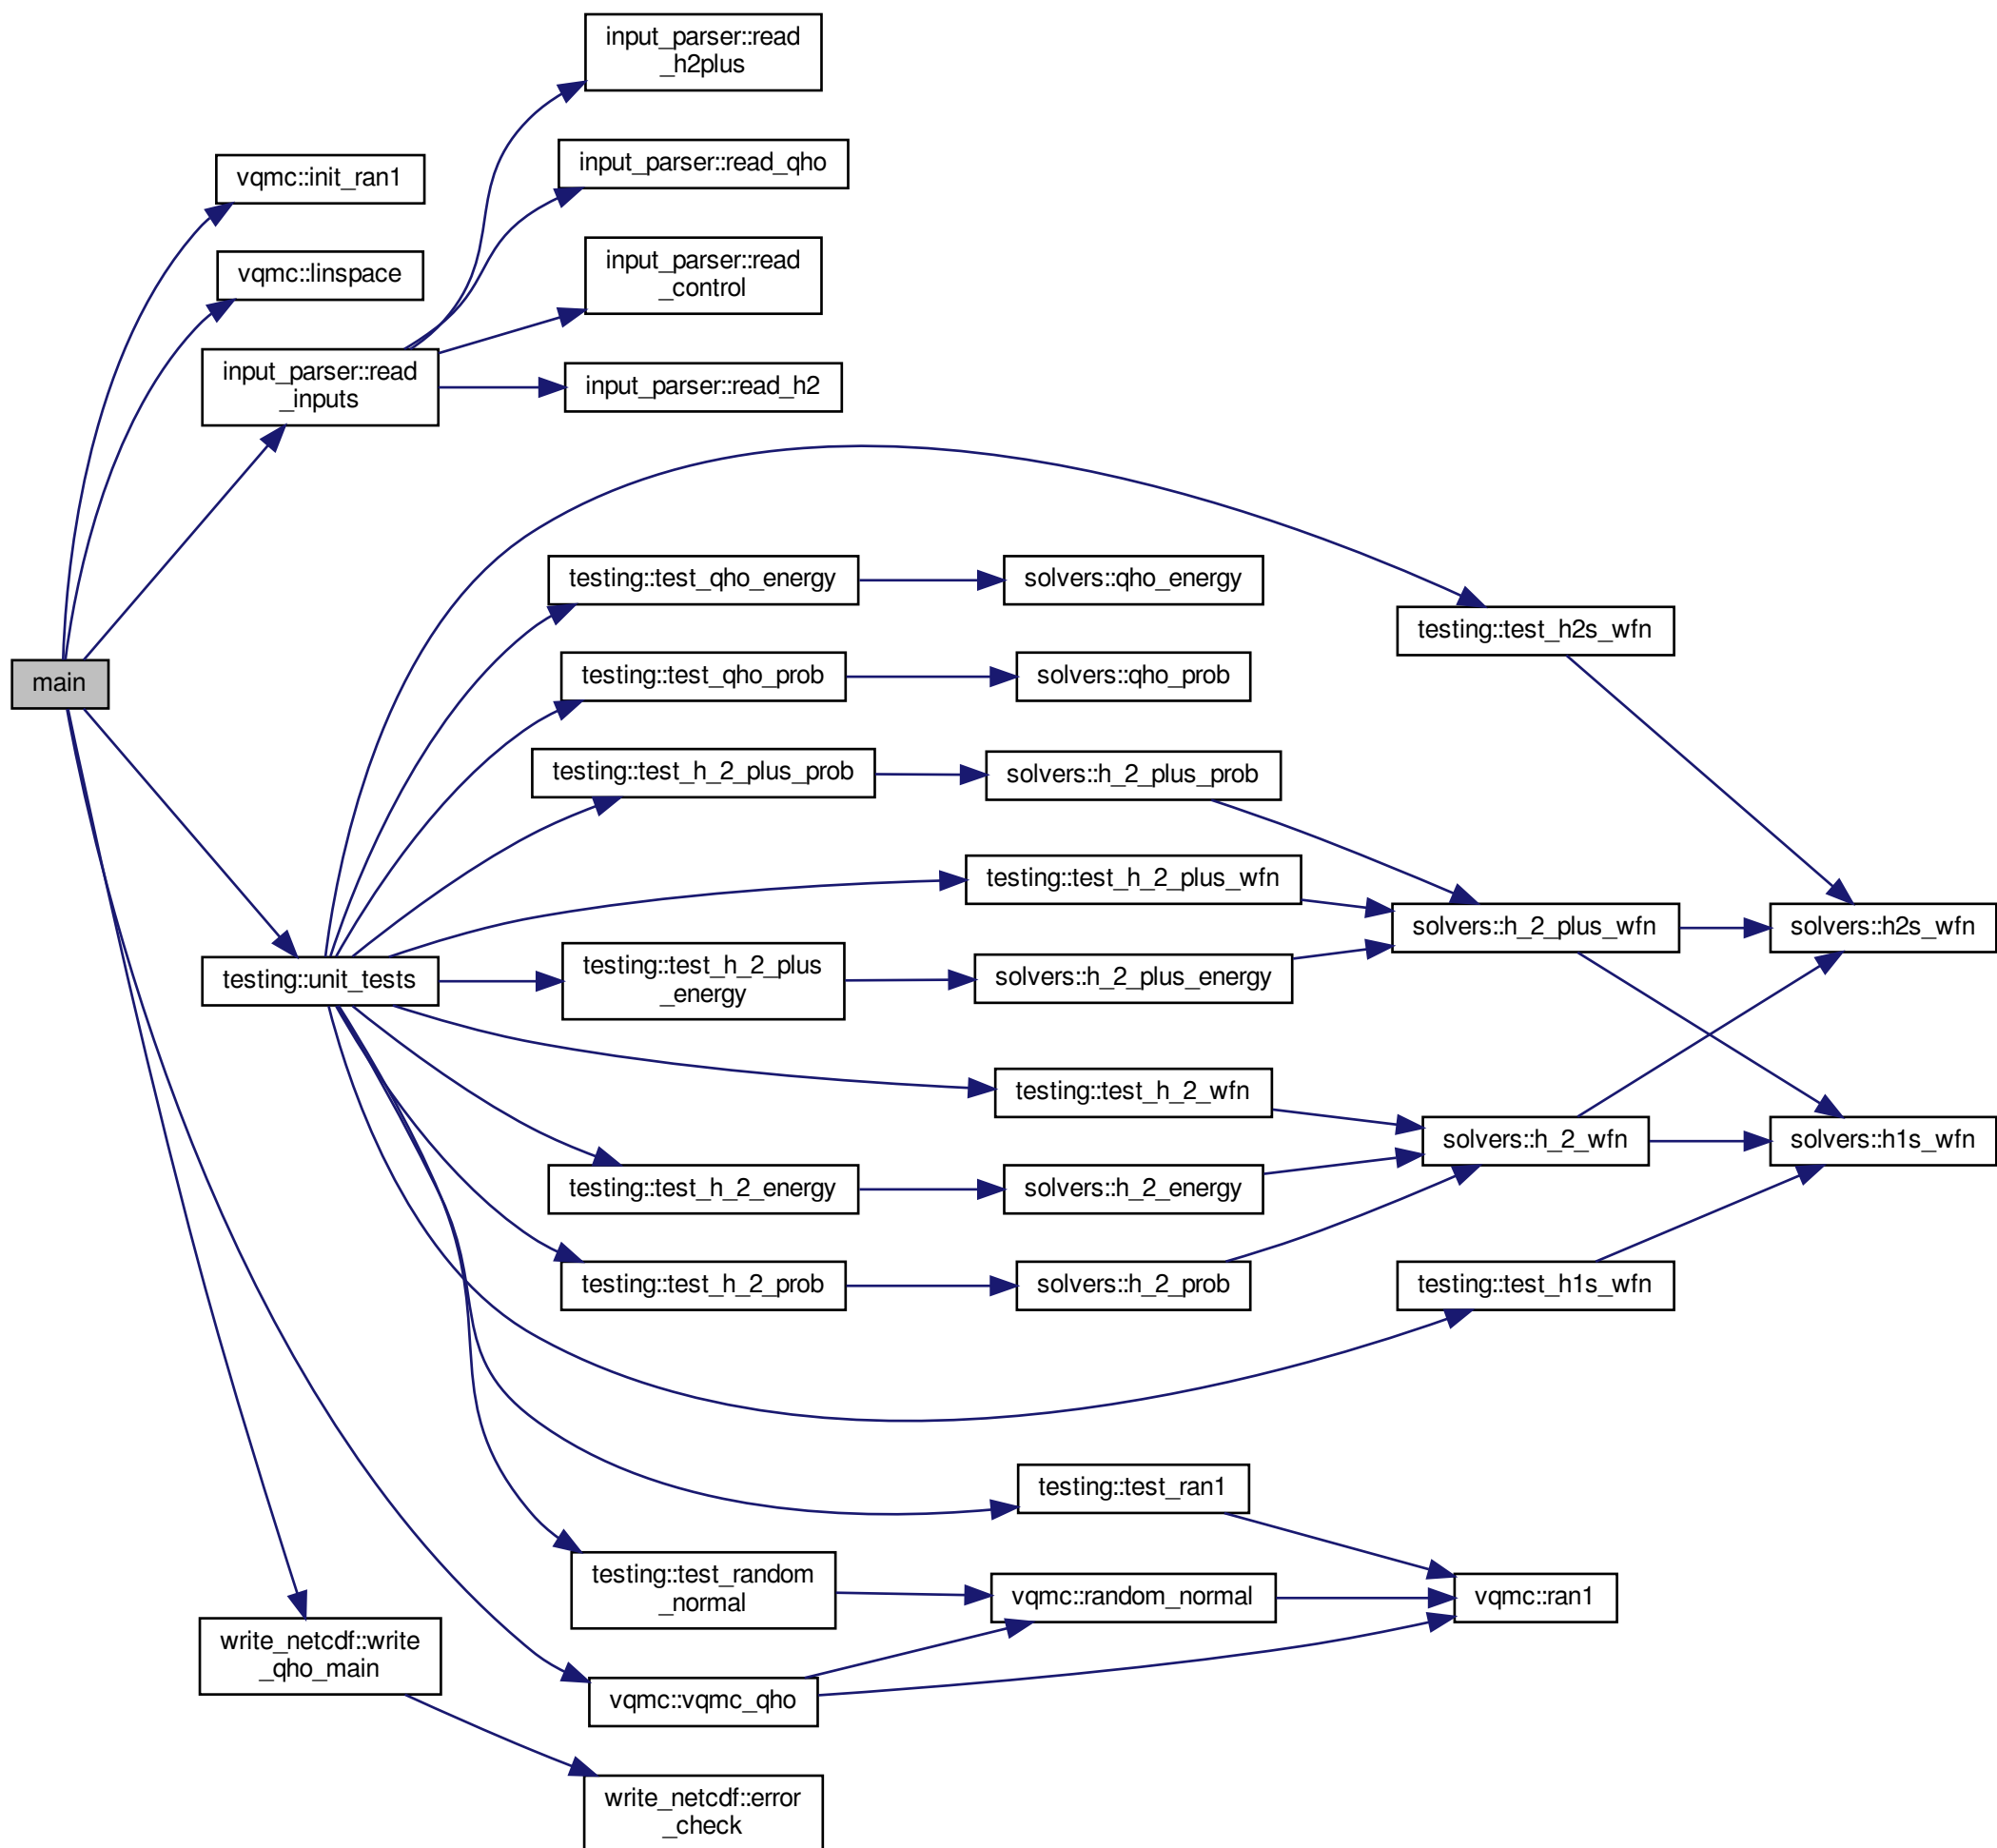 input_parser::read
_h2plus
input_parser::read_qho
vqmc::init_ran1
input_parser::read
_control
vqmc::linspace
input_parser::read
_inputs
input_parser::read_h2
testing::test_qho_energy
solvers::qho_energy
testing::test_h2s_wfn
main
testing::test_qho_prob
solvers::qho_prob
testing::test_h_2_plus_prob
solvers::h_2_plus_prob
testing::test_h_2_plus_wfn
solvers::h_2_plus_wfn
solvers::h2s_wfn
testing::unit_tests
testing::test_h_2_plus
_energy
solvers::h_2_plus_energy
testing::test_h_2_wfn
solvers::h_2_wfn
solvers::h1s_wfn
testing::test_h_2_energy
solvers::h_2_energy
testing::test_h_2_prob
solvers::h_2_prob
testing::test_h1s_wfn
testing::test_ran1
testing::test_random
_normal
vqmc::random_normal
vqmc::ran1
write_netcdf::write
_qho_main
vqmc::vqmc_qho
write_netcdf::error
_check